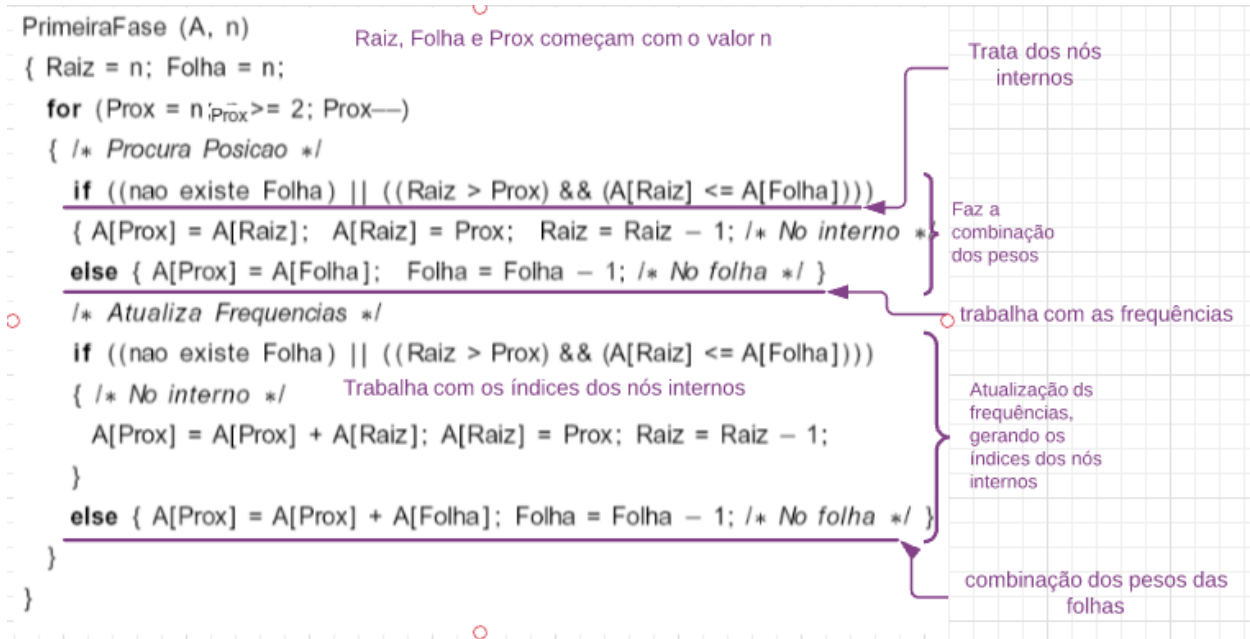 PrimeiraFase (A, n)
Raiz, Folha e Prox começam com o valor n
{ Raiz = n; Folha = n;
for (Prox = n; Prox >= 2; Prox--)
{ /* Procura Posicao */
if ((nao existe Folha) || ((Raiz > Prox) && (A[Raiz] <= A[Folha])))
{ A[Prox] = A[Raiz]; A[Raiz] = Prox; Raiz = Raiz – 1; /* No interno *
else { A[Prox] = A[Folha]; Folha = Folha – 1; /* No folha */ }
/* Atualiza Frequencias */
if ((nao existe Folha) || ((Raiz > Prox) && (A[Raiz] <= A[Folha])))
{ /* No interno */
Trabalha com os índices dos nós internos
A[Prox] = A[Prox] + A[Raiz]; A[Raiz] = Prox; Raiz = Raiz – 1;
}
else { A[Prox] = A[Prox] + A[Folha]; Folha = Folha – 1; /* No folha */ }
}
}
Trata dos nós
internos
Faz a
combinação
dos pesos
trabalha com as frequências
Atualização ds
frequências,
gerando os
índices dos nós
internos
combinação dos pesos das
folhas